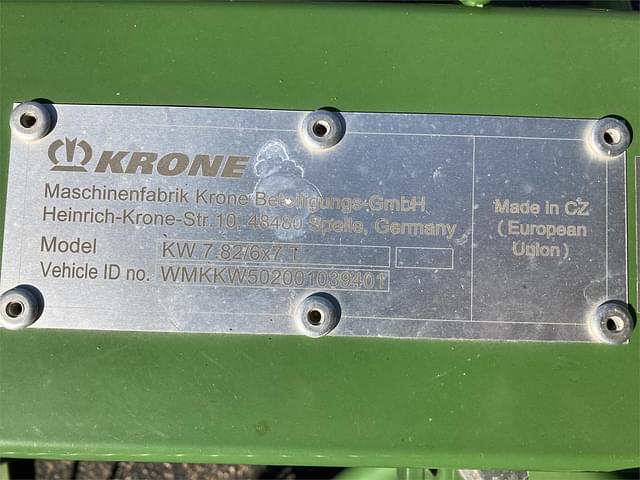 KRONE
Maschinenfabrik Krone Beteiligungs-GmbH
Heinrich-Krone-Str.10, 48480 Spelle, Germany
Model KW 7.82/6x7 T
Vehicle ID no. WMKKW502001039401
Made in CZ
(European
Union)